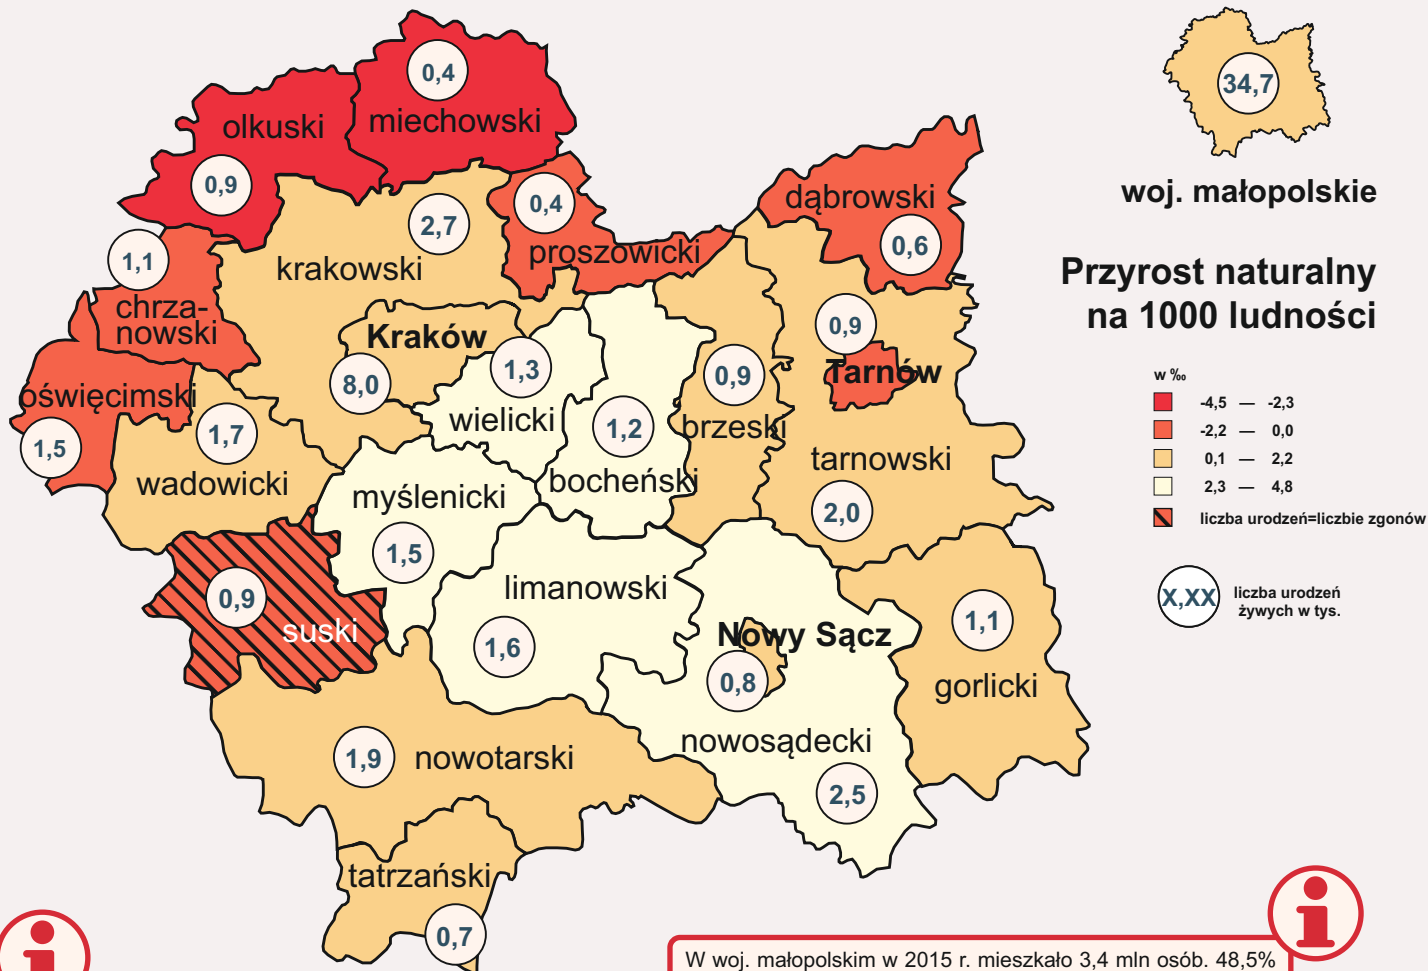 0,4
olkuski
miechowski
0,9
34,7
woj. małopolskie
0,4
dąbrowski
2,7
proszowicki
0,6
1,1
krakowski
chrza-
nowski
Przyrost naturalny
na 1000 ludności
0,9
Kraków
Tarnów
1,3
0,9
8,0
oświęcimski
wielicki
1,2
brzeski
1,7
1,5
wadowicki
bocheński
tarnowski
myślenicki
2,0
w ‰
-4,5 — -2,3
-2,2 — 0,0
0,1 — 2,2
2,3 — 4,8
liczba urodzeń=liczbie zgonów
X,XX
liczba urodzeń
żywych w tys.
1,5
limanowski
0,9
suski
1,6
Nowy Sącz
1,1
0,8
gorlicki
nowosądecki
1,9
nowotarski
2,5
tatrzański
0,7
W woj. małopolskim w 2015 r. mieszkało 3,4 mln osób. 48,5%